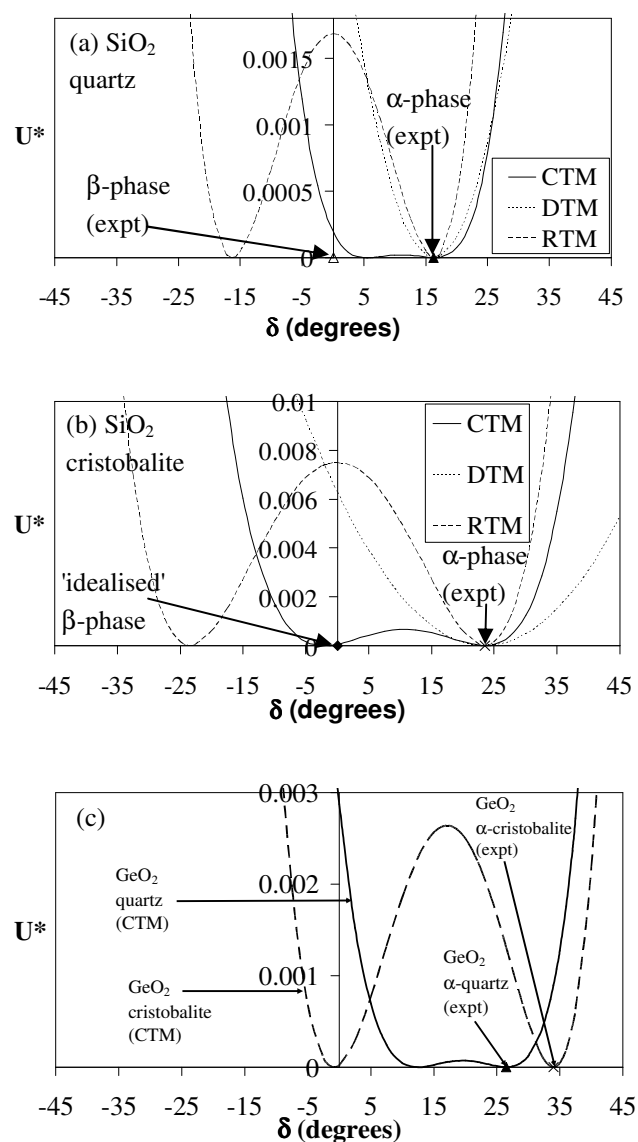 (a) SiO₂
quartz
0.0015
0.001
0.0005
0
U*
α-phase
(expt)
β-phase
(expt)
CTM
DTM
RTM
-45 -35 -25 -15 -5 5 15 25 35 45
δ (degrees)
(b) SiO₂
cristobalite
0.01
0.008
0.006
0.004
0.002
0
U*
CTM
DTM
RTM
α-phase
(expt)
'idealised'
β-phase
-45 -35 -25 -15 -5 5 15 25 35 45
δ (degrees)
(c)
0.003
0.002
0.001
0
U*
GeO₂
α-cristobalite
(expt)
GeO₂
quartz
(CTM)
GeO₂
α-quartz
(expt)
GeO₂
cristobalite
(CTM)
-45 -35 -25 -15 -5 5 15 25 35 45
δ (degrees)